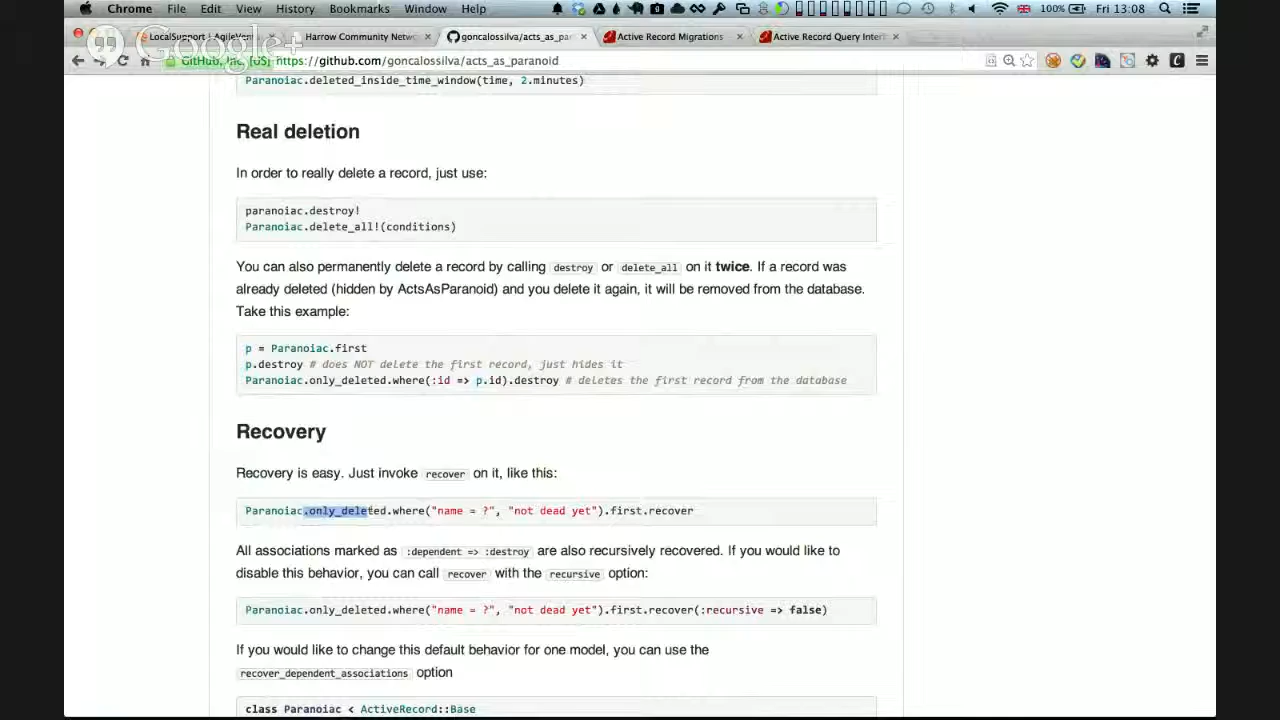 Chrome File Edit View History Bookmarks Window Help 100% Fri 13:08
Google+
LocalSupport | AgileVen
Harrow Community Netw
goncalossilva/acts_as_par
Active Record Migrations
Active Record Query Inter
GitHub, Inc. [US] https://github.com/goncalossilva/acts_as_paranoid
Paranoiac.deleted_inside_time_window(time, 2.minutes)
Real deletion
In order to really delete a record, just use:
paranoiac.destroy!
Paranoiac.delete_all!(conditions)
You can also permanently delete a record by calling destroy or delete_all on it twice. If a record was
already deleted (hidden by ActsAsParanoid) and you delete it again, it will be removed from the database.
Take this example:
p = Paranoiac.first
p.destroy # does NOT delete the first record, just hides it
Paranoiac.only_deleted.where(:id => p.id).destroy # deletes the first record from the database
Recovery
Recovery is easy. Just invoke recover on it, like this:
Paranoiac.only_deleted.where("name = ?", "not dead yet").first.recover
All associations marked as :dependent => :destroy are also recursively recovered. If you would like to
disable this behavior, you can call recover with the recursive option:
Paranoiac.only_deleted.where("name = ?", "not dead yet").first.recover(:recursive => false)
If you would like to change this default behavior for one model, you can use the
recover_dependent_associations option
class Paranoiac < ActiveRecord::Base